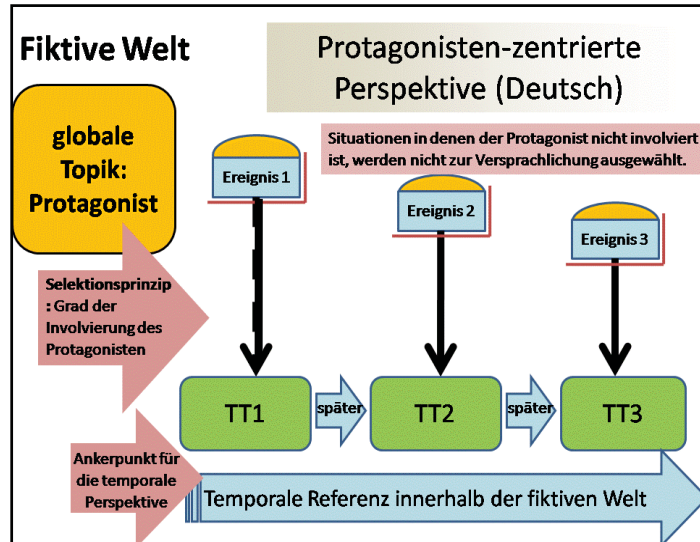 Fiktive Welt
Protagonisten-zentrierte
Perspektive (Deutsch)
globale
Topik:
Protagonist
Situationen in denen der Protagonist nicht involviert
ist, werden nicht zur Versprachlichung ausgewählt.
Ereignis 1
Ereignis 2
Ereignis 3
Selektionsprinzip
: Grad der
Involvierung des
Protagonisten
TT1
später
TT2
später
TT3
Ankerpunkt für
die temporale
Perspektive
Temporale Referenz innerhalb der fiktiven Welt